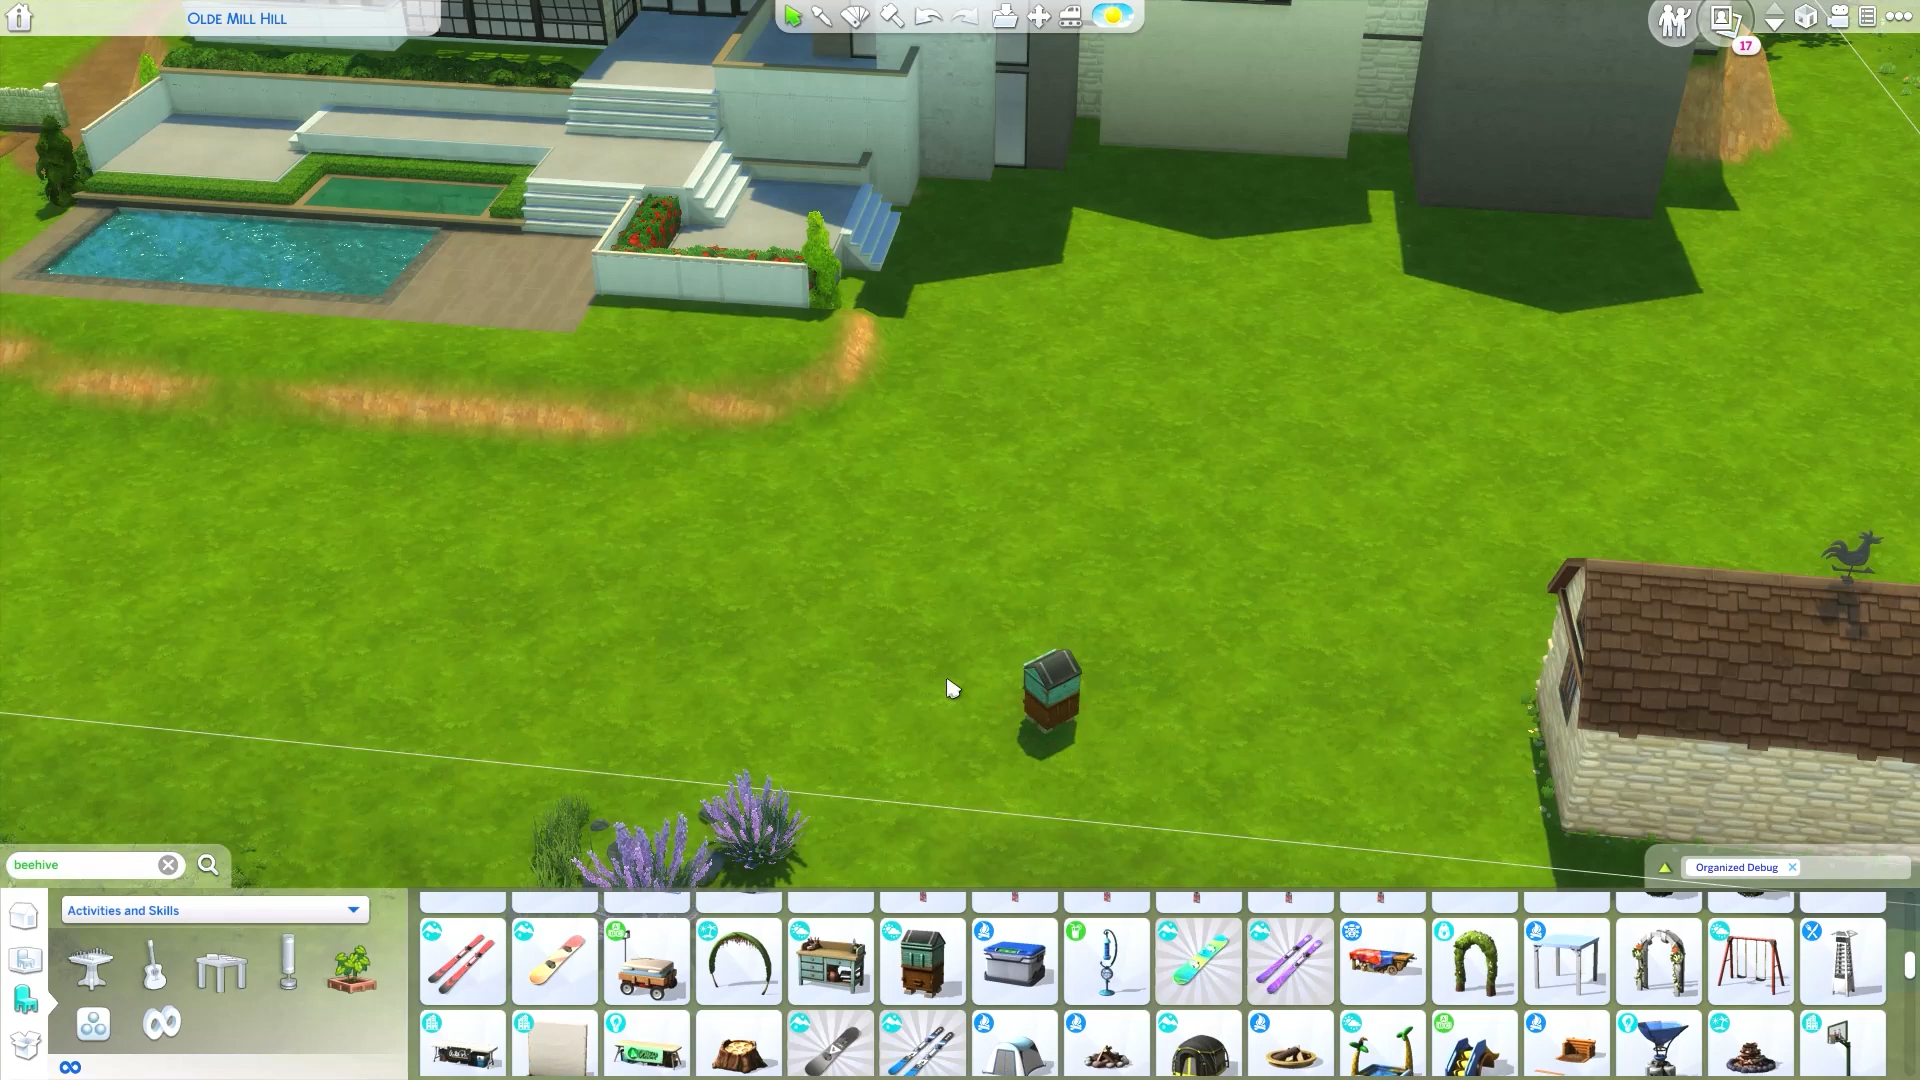 Olde Mill Hill
17
beehive
Organized Debug
Activities and Skills